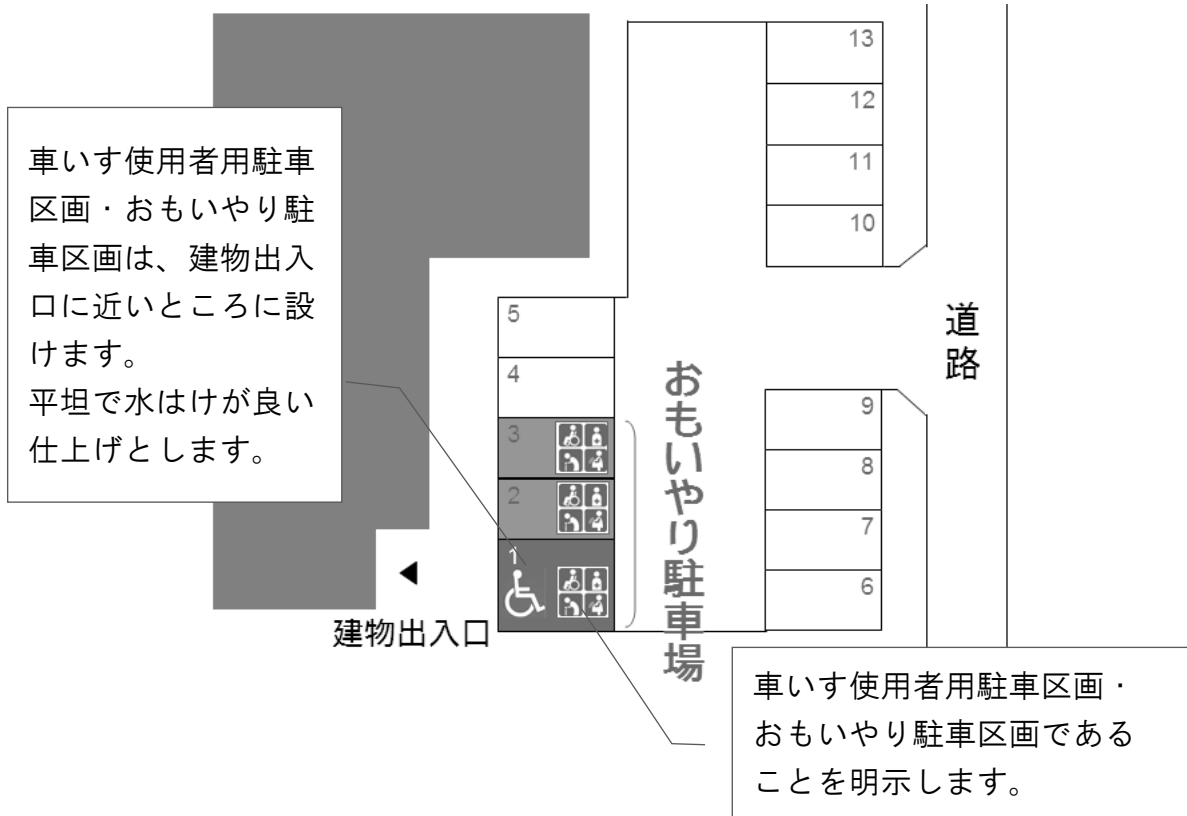 13
12
11
10
車いす使用者用駐車
区画・おもいやり駐
車区画は、建物出入
口に近いところに設
けます。
平坦で水はけが良い
仕上げとします。
5
4
3
2
1
おもいやり駐車場
道路
9
8
7
6
建物出入口
車いす使用者用駐車区画・
おもいやり駐車区画である
ことを明示します。